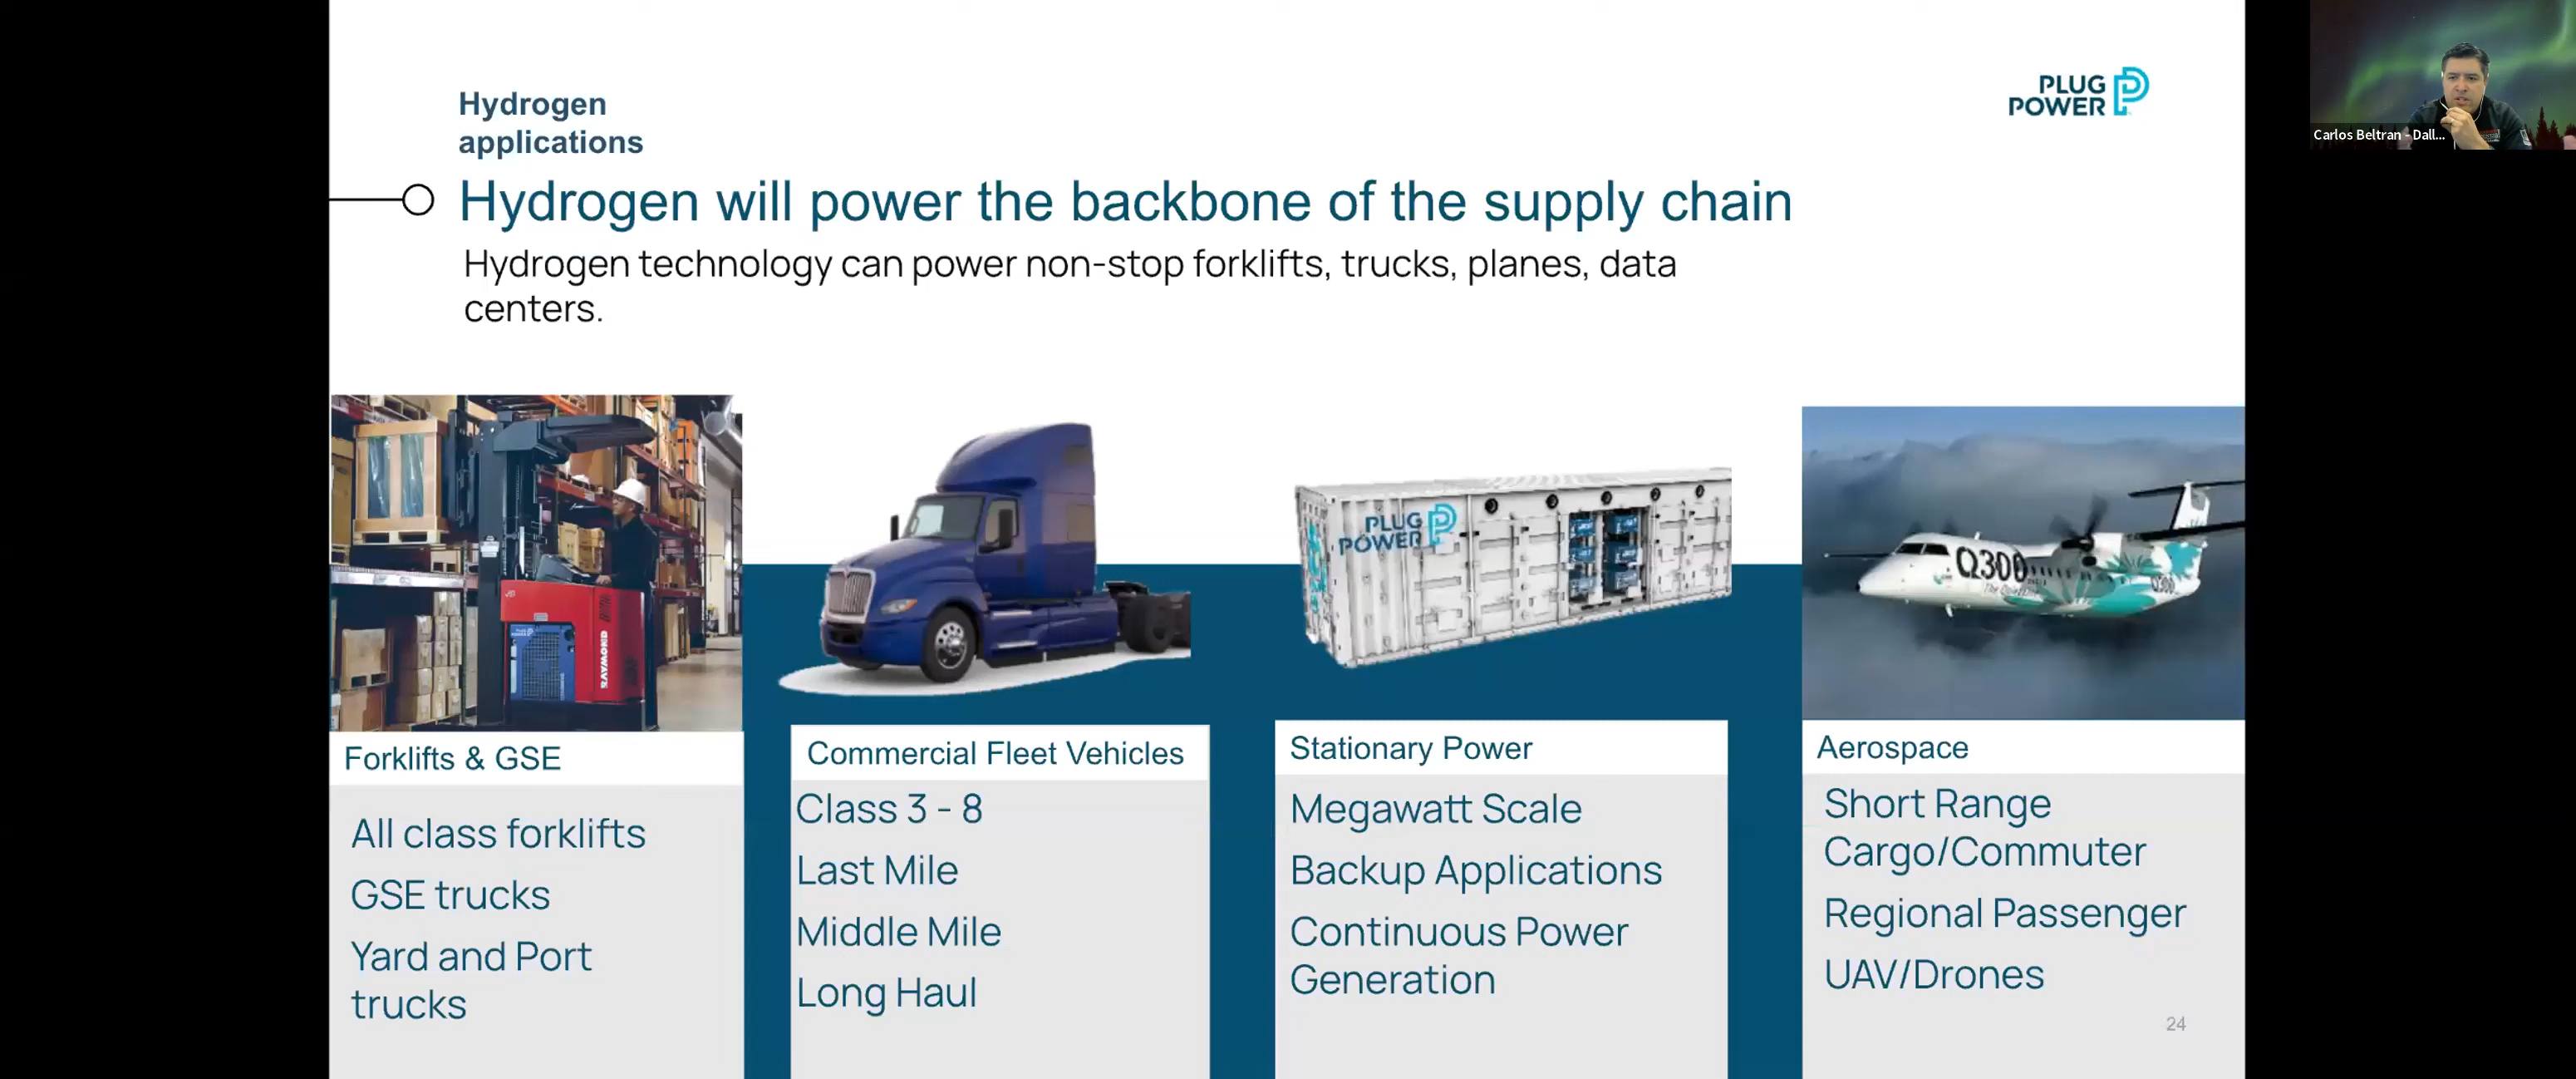 Hydrogen
applications
PLUG
POWER
Carlos Beltran - Dall...
Hydrogen will power the backbone of the supply chain
Hydrogen technology can power non-stop forklifts, trucks, planes, data
centers.
CROWN
PLUG
POWER
Q300
Q300
Forklifts & GSE
All class forklifts
GSE trucks
Yard and Port
trucks
Commercial Fleet Vehicles
Class 3 - 8
Last Mile
Middle Mile
Long Haul
Stationary Power
Megawatt Scale
Backup Applications
Continuous Power
Generation
Aerospace
Short Range
Cargo/Commuter
Regional Passenger
UAV/Drones
24